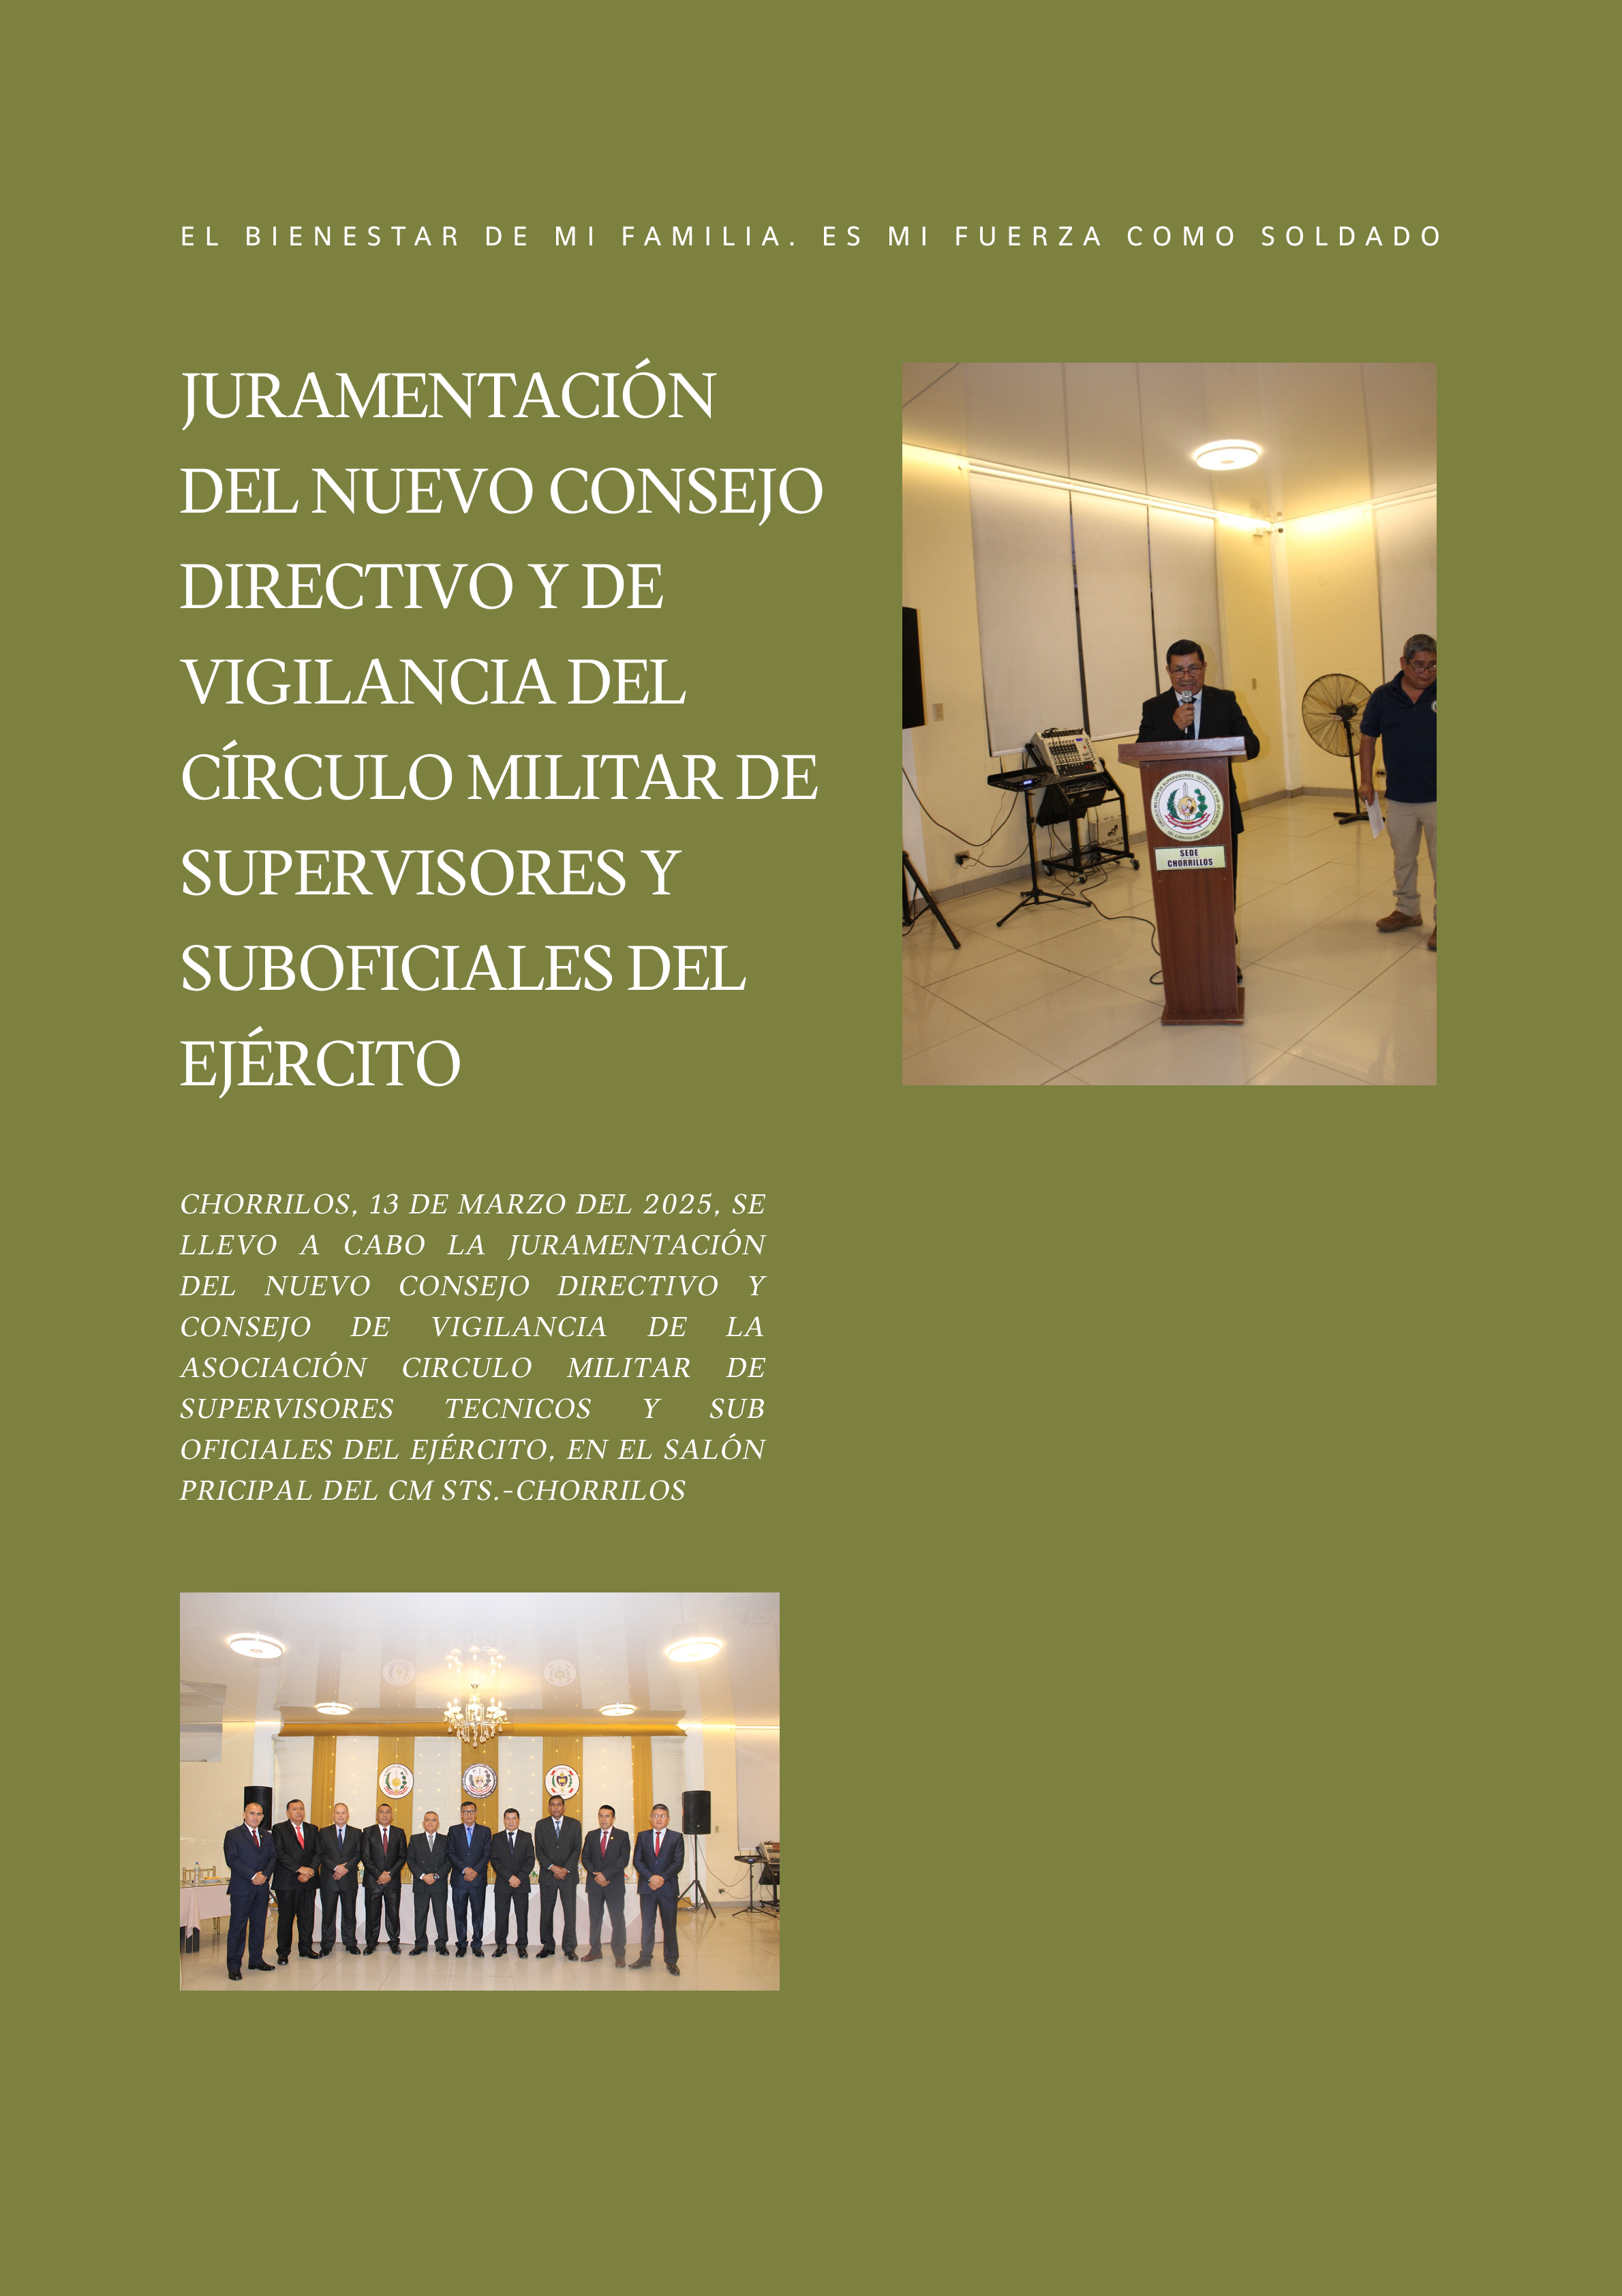 EL BIENESTAR DE MI FAMILIA. ES MI FUERZA COMO SOLDADO
JURAMENTACIÓN
DEL NUEVO CONSEJO
DIRECTIVO Y DE
VIGILANCIA DEL
CÍRCULO MILITAR DE
SUPERVISORES Y
SUBOFICIALES DEL
EJÉRCITO
SEDE
CHORRILLOS
CHORRILOS, 13 DE MARZO DEL 2025, SE
LLEVO A CABO LA JURAMENTACIÓN
DEL NUEVO CONSEJO DIRECTIVO Y
CONSEJO DE VIGILANCIA DE LA
ASOCIACIÓN CIRCULO MILITAR DE
SUPERVISORES TECNICOS Y SUB
OFICIALES DEL EJÉRCITO, EN EL SALÓN
PRICIPAL DEL CM STS.-CHORRILOS